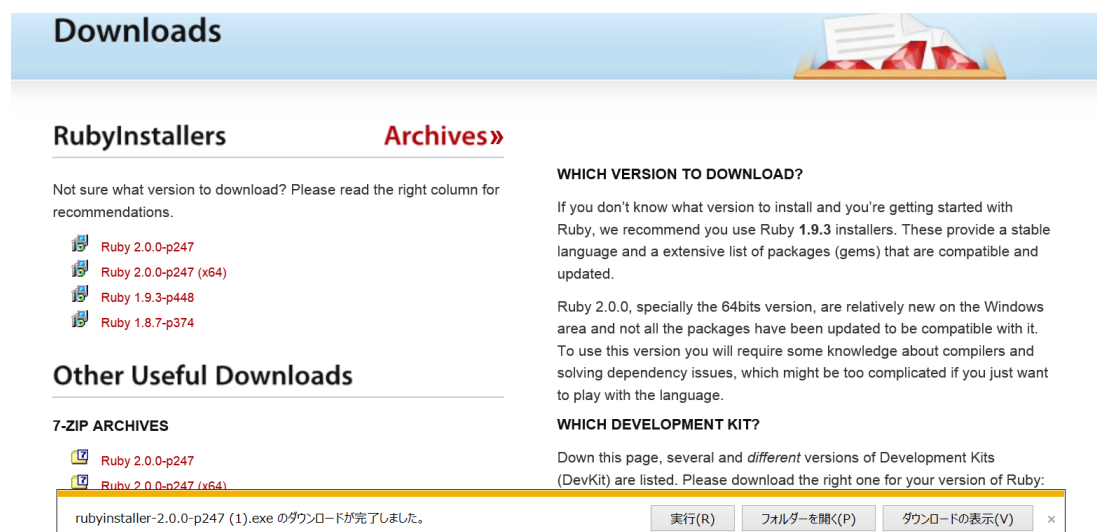 Downloads
RubyInstallers
Archives»
Not sure what version to download? Please read the right column for
recommendations.
Ruby 2.0.0-p247
Ruby 2.0.0-p247 (x64)
Ruby 1.9.3-p448
Ruby 1.8.7-p374
Other Useful Downloads
7-ZIP ARCHIVES
Ruby 2.0.0-p247
Ruby 2.0.0-p247 (x64)
WHICH VERSION TO DOWNLOAD?
If you don't know what version to install and you're getting started with
Ruby, we recommend you use Ruby 1.9.3 installers. These provide a stable
language and a extensive list of packages (gems) that are compatible and
updated.
Ruby 2.0.0, specially the 64bits version, are relatively new on the Windows
area and not all the packages have been updated to be compatible with it.
To use this version you will require some knowledge about compilers and
solving dependency issues, which might be too complicated if you just want
to play with the language.
WHICH DEVELOPMENT KIT?
Down this page, several and different versions of Development Kits
(DevKit) are listed. Please download the right one for your version of Ruby:
rubyinstaller-2.0.0-p247 (1).exe のダウンロードが完了しました。
実行(R)
フォルダーを開く(P)
ダウンロードの表示(V)
×